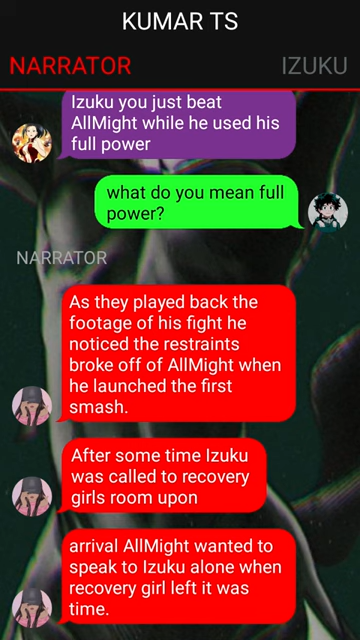 KUMAR TS
NARRATOR
IZUKU
Izuku you just beat
AllMight while he used his
full power
what do you mean full
power?
NARRATOR
As they played back the
footage of his fight he
noticed the restraints
broke off of AllMight when
he launched the first
smash.
After some time Izuku
was called to recovery
girls room upon
arrival AllMight wanted to
speak to Izuku alone when
recovery girl left it was
time.